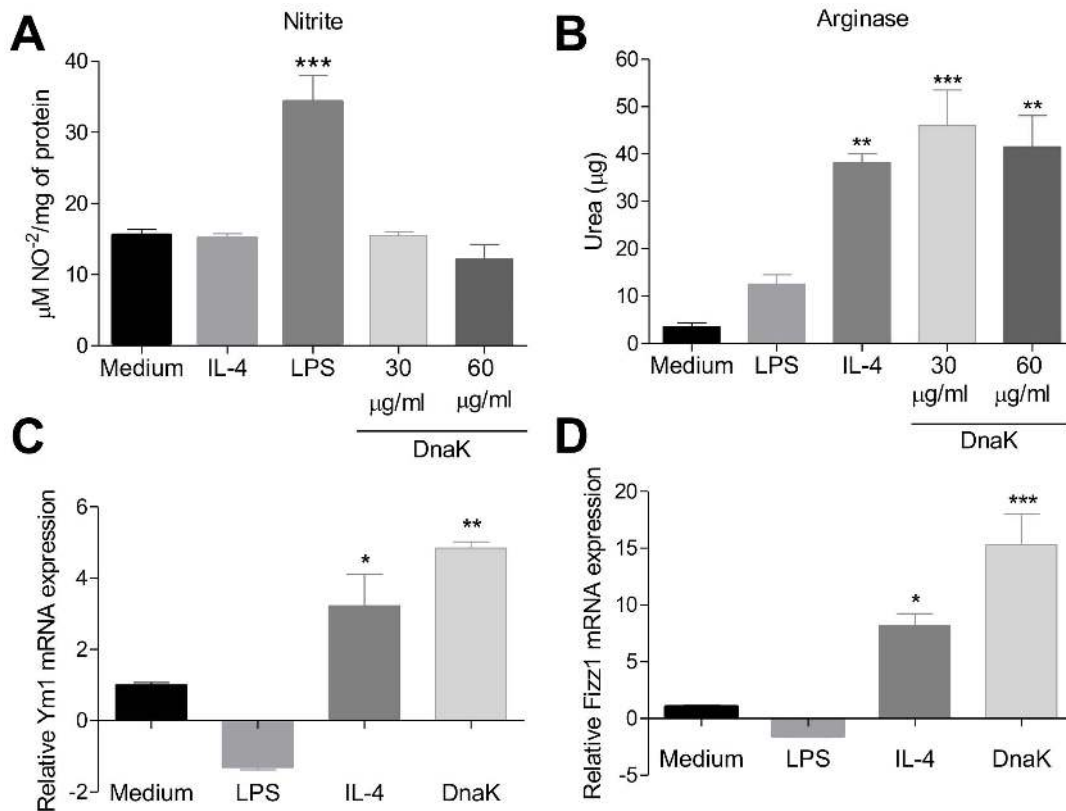 A
Nitrite
μM NO⁻²/mg of protein
40
30
20
10
0
***
Medium IL-4 LPS 30 60
μg/ml μg/ml
DnaK
B
Arginase
Urea (μg)
60
50
40
30
20
10
0
**
***
**
Medium LPS IL-4 30 60
μg/ml μg/ml
DnaK
C
Relative Ym1 mRNA expression
6
4
2
0
-2
*
**
Medium LPS IL-4 DnaK
D
Relative Fizz1 mRNA expression
20
15
10
5
0
-5
*
***
Medium LPS IL-4 DnaK